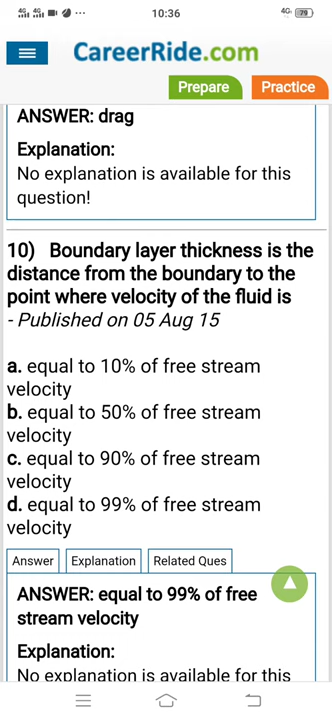 4G 4G 10:36 4G 79
CareerRide.com
Prepare Practice
ANSWER: drag
Explanation:
No explanation is available for this
question!
10) Boundary layer thickness is the
distance from the boundary to the
point where velocity of the fluid is
- Published on 05 Aug 15
a. equal to 10% of free stream
velocity
b. equal to 50% of free stream
velocity
c. equal to 90% of free stream
velocity
d. equal to 99% of free stream
velocity
Answer Explanation Related Ques
ANSWER: equal to 99% of free
stream velocity
Explanation:
No explanation is available for this